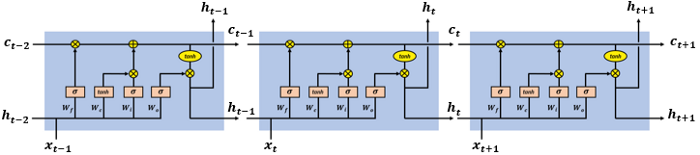 h_{t-1} h_t h_{t+1}
c_{t-2} c_{t-1} c_t c_{t+1}
tanh tanh tanh
σ tanh σ σ σ tanh σ σ σ tanh σ σ
W_f W_c W_i W_o W_f W_c W_i W_o W_f W_c W_i W_o
h_{t-2} h_{t-1} h_t h_{t+1}
x_{t-1} x_t x_{t+1}